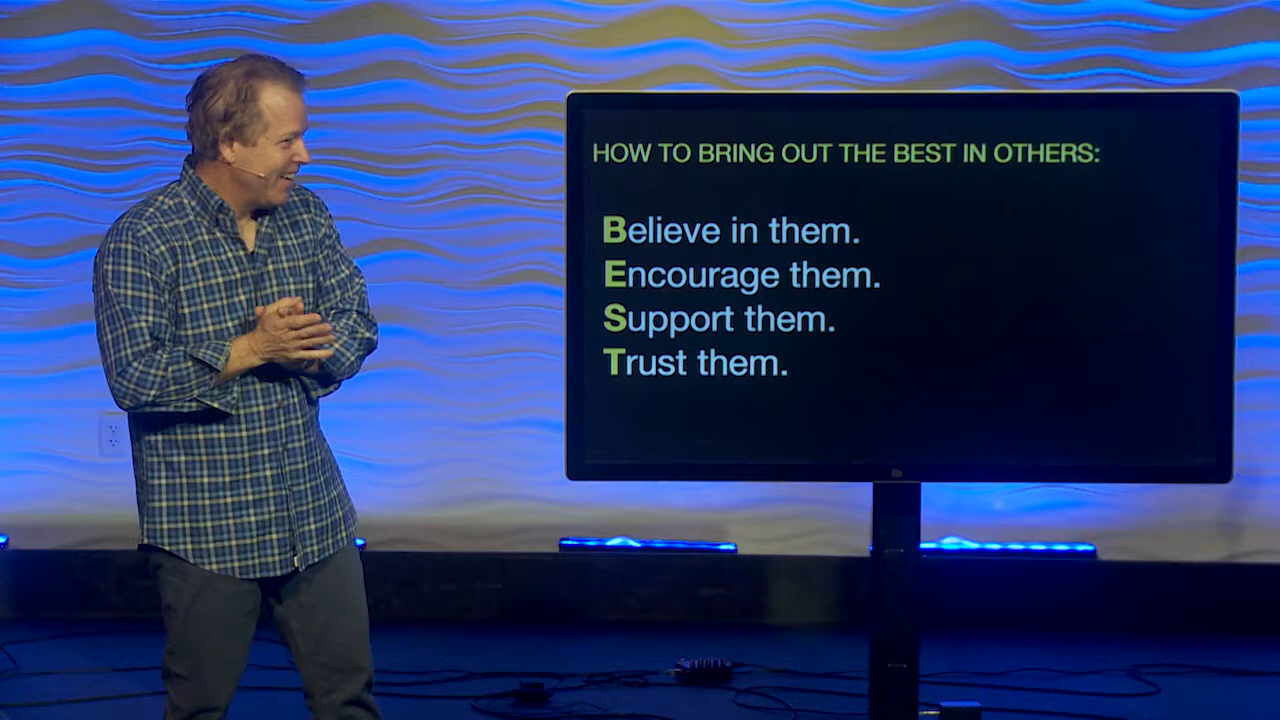 HOW TO BRING OUT THE BEST IN OTHERS:
Believe in them.
Encourage them.
Support them.
Trust them.